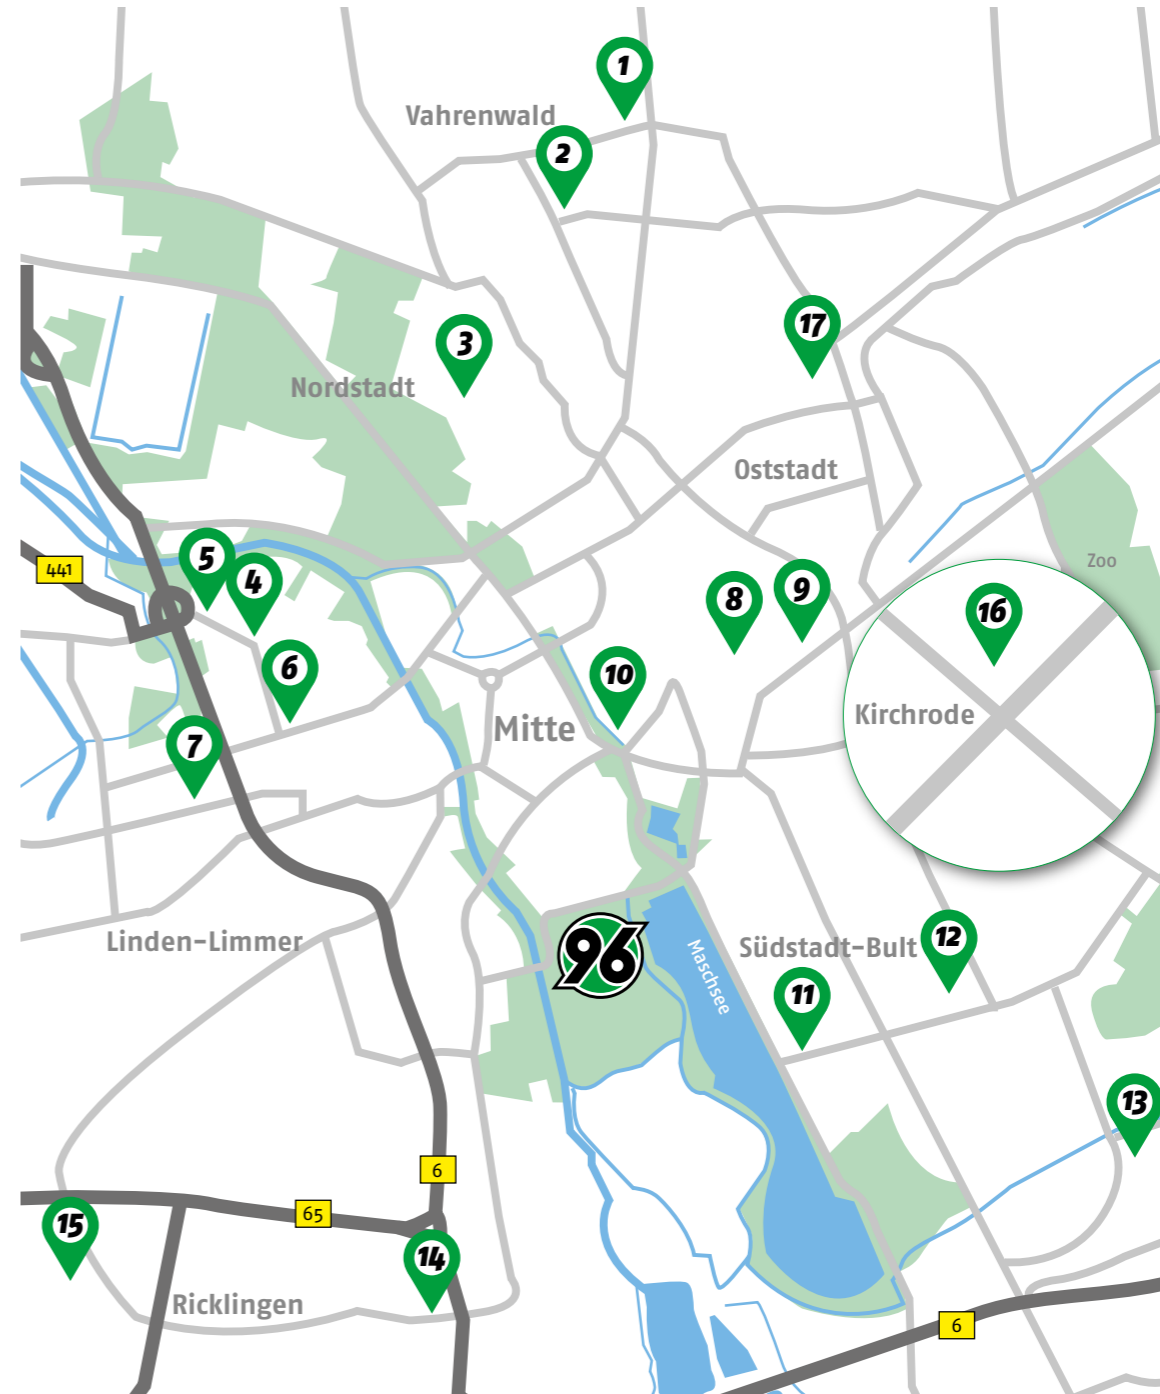 1
Vahrenwald
2
17
3
Nordstadt
Oststadt
Zoo
5
441
4
8
9
16
6
10
Kirchrode
Mitte
7
96
Linden-Limmer
Maschsee
Südstadt-Bult
12
11
13
6
65
15
14
Ricklingen
6